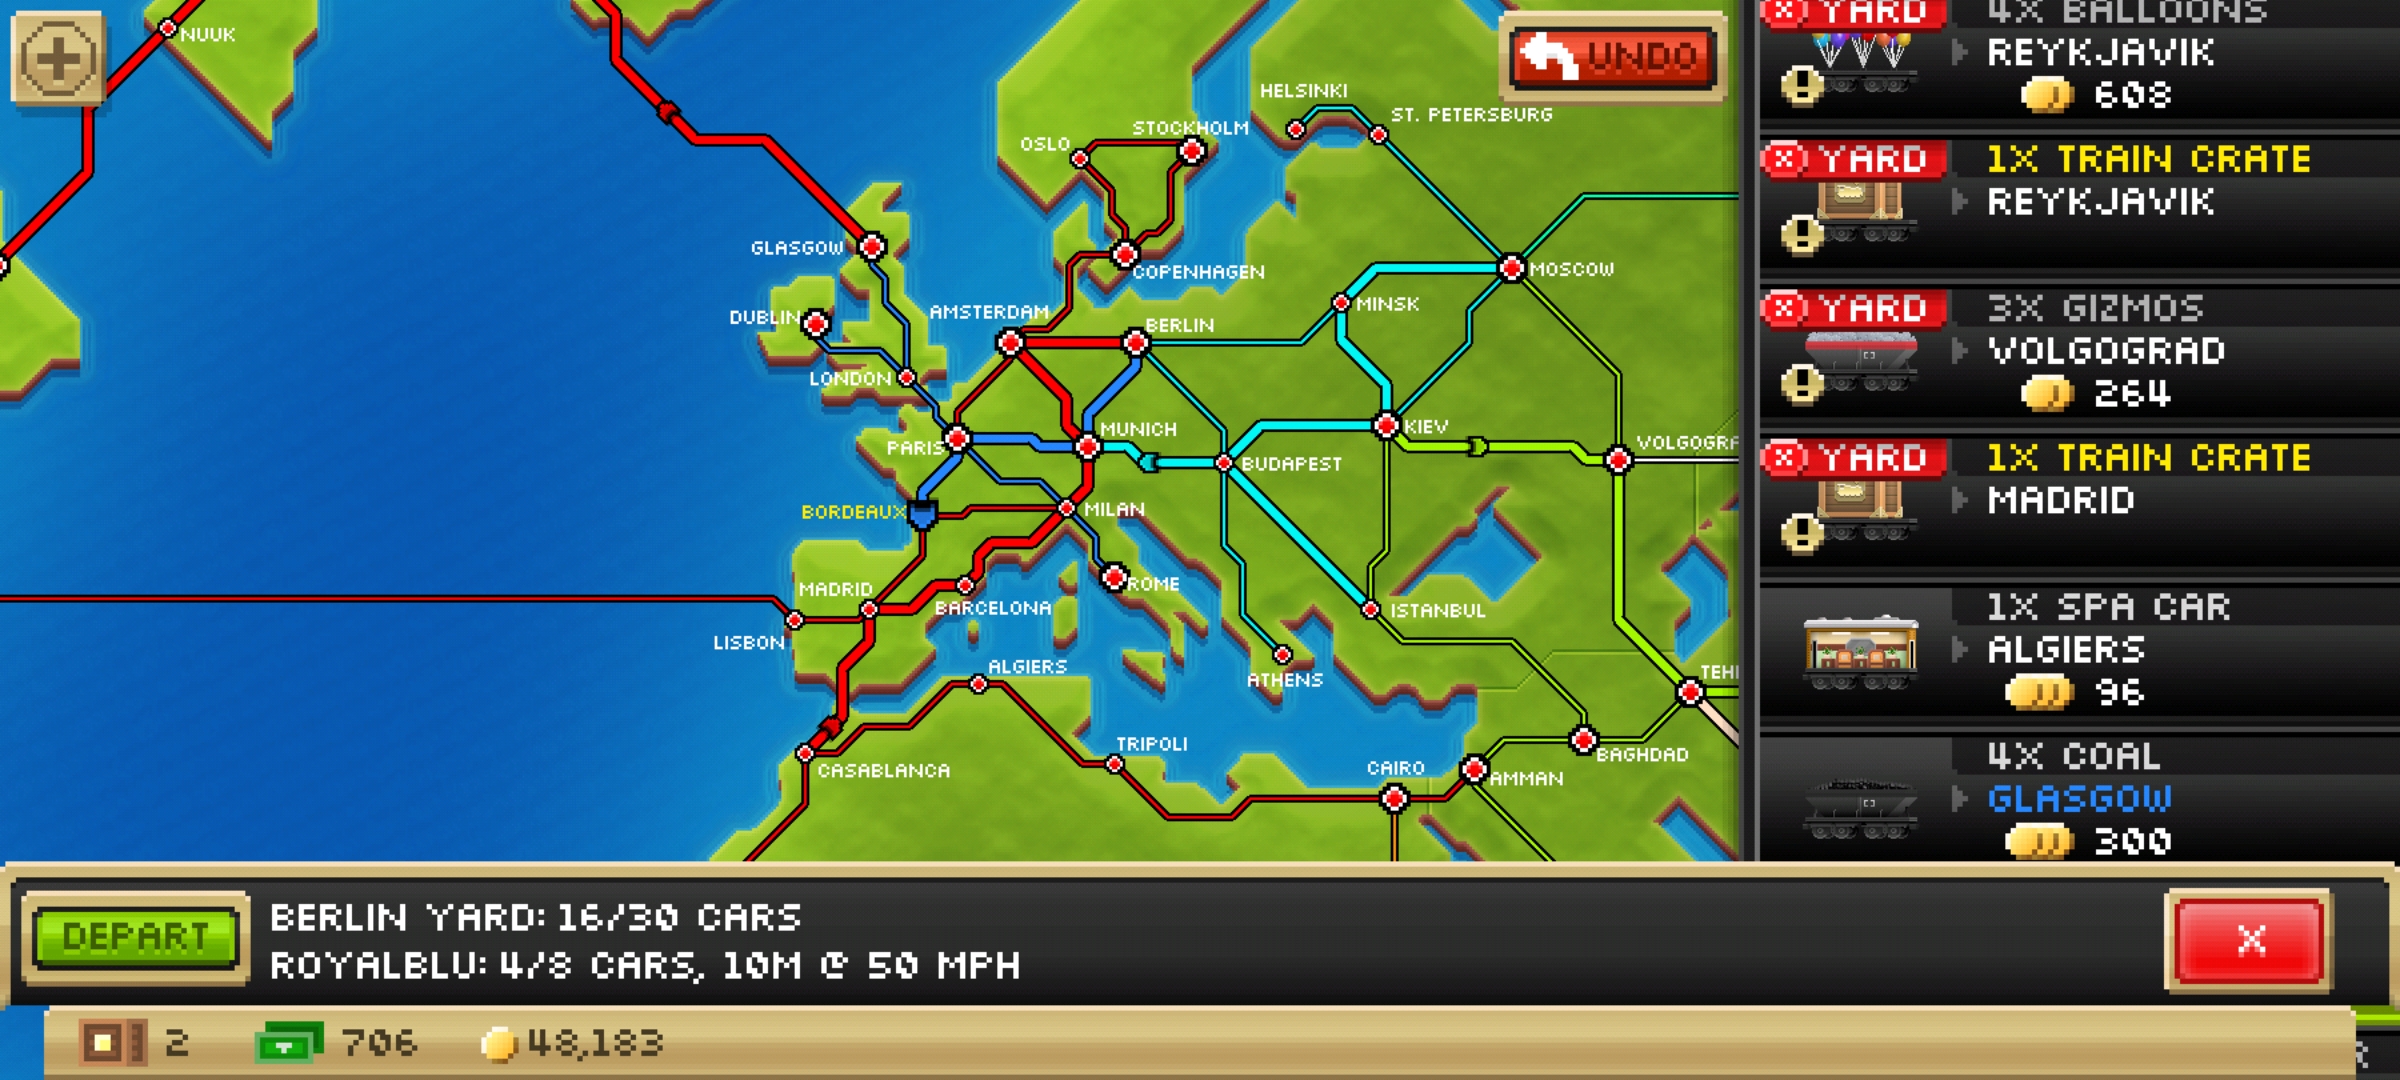 NUUK
UNDO
HELSINKI
ST. PETERSBURG
STOCKHOLM
OSLO
GLASGOW
MOSCOW
COPENHAGEN
MINSK
AMSTERDAM
DUBLIN
BERLIN
LONDON
MUNICH
KIEV
PARIS
VOLGOGRA
BUDAPEST
BORDEAUX
MILAN
MADRID
ROME
BARCELONA
ISTANBUL
LISBON
ALGIERS
ATHENS
TEH
TRIPOLI
BAGHDAD
CASABLANCA
CAIRO
AMMAN
YARD 4X BALLOONS
REYKJAVIK
608
YARD 1X TRAIN CRATE
REYKJAVIK
YARD 3X GIZMOS
VOLGOGRAD
264
YARD 1X TRAIN CRATE
MADRID
1X SPA CAR
ALGIERS
96
4X COAL
GLASGOW
300
DEPART
BERLIN YARD: 16/30 CARS
ROYALBLU: 4/8 CARS, 10M @ 50 MPH
X
2 706 48,183